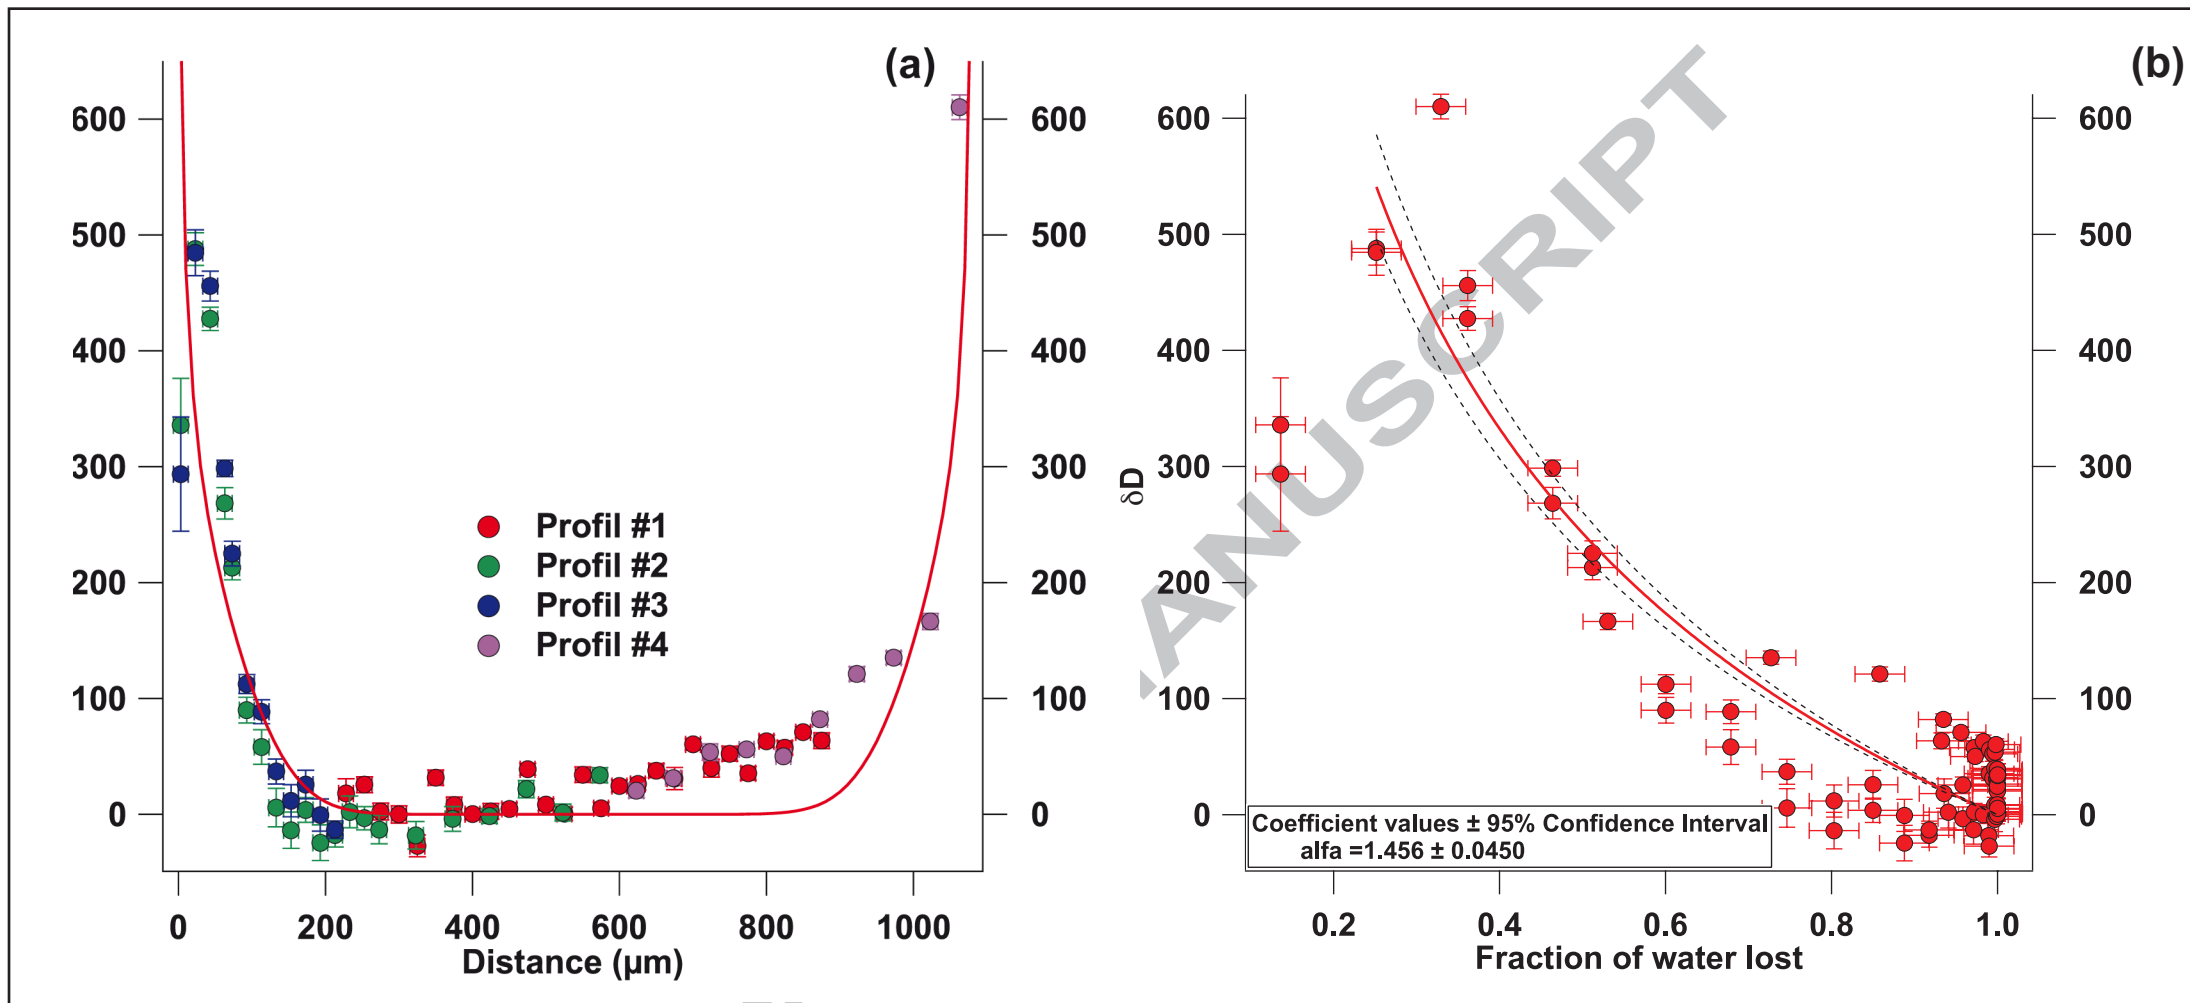 (a)
600
500
400
300
200
100
0
600
500
400
300
200
100
0
Profil #1
Profil #2
Profil #3
Profil #4
0 200 400 600 800 1000
Distance (µm)
(b)
ANUSCRIPT
δD
600
500
400
300
200
100
0
600
500
400
300
200
100
0
Coefficient values ± 95% Confidence Interval
alfa =1.456 ± 0.0450
0.2 0.4 0.6 0.8 1.0
Fraction of water lost